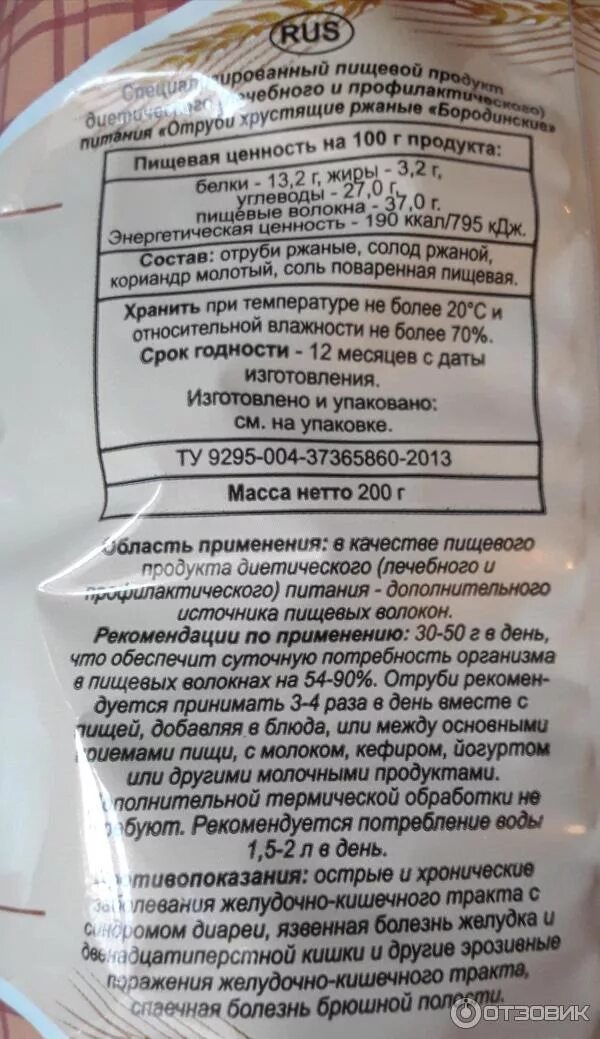 RUS
Специализированный пищевой продукт
диетического (лечебного и профилактического)
питания «Отруби хрустящие ржаные «Бородинские»
Пищевая ценность на 100 г продукта:
белки - 13,2 г, жиры - 3,2 г,
углеводы - 27,0 г,
пищевые волокна - 37,0 г.
Энергетическая ценность - 190 ккал/795 кДж.
Состав: отруби ржаные, солод ржаной,
кориандр молотый, соль поваренная пищевая.
Хранить при температуре не более 20°С и
относительной влажности не более 70%.
Срок годности - 12 месяцев с даты
изготовления.
Изготовлено и упаковано:
см. на упаковке.
ТУ 9295-004-37365860-2013
Масса нетто 200 г
Область применения: в качестве пищевого
продукта диетического (лечебного и
профилактического) питания - дополнительного
источника пищевых волокон.
Рекомендации по применению: 30-50 г в день,
что обеспечит суточную потребность организма
в пищевых волокнах на 54-90%. Отруби рекомен-
дуется принимать 3-4 раза в день вместе с
пищей, добавляя в блюда, или между основными
приемами пищи, с молоком, кефиром, йогуртом
или другими молочными продуктами.
Дополнительной термической обработки не
требуют. Рекомендуется потребление воды
1,5-2 л в день.
Противопоказания: острые и хронические
заболевания желудочно-кишечного тракта с
синдромом диареи, язвенная болезнь желудка и
двенадцатиперстной кишки и другие эрозивные
поражения желудочно-кишечного тракта,
спаечная болезнь брюшной полости.
ОТЗОВИК